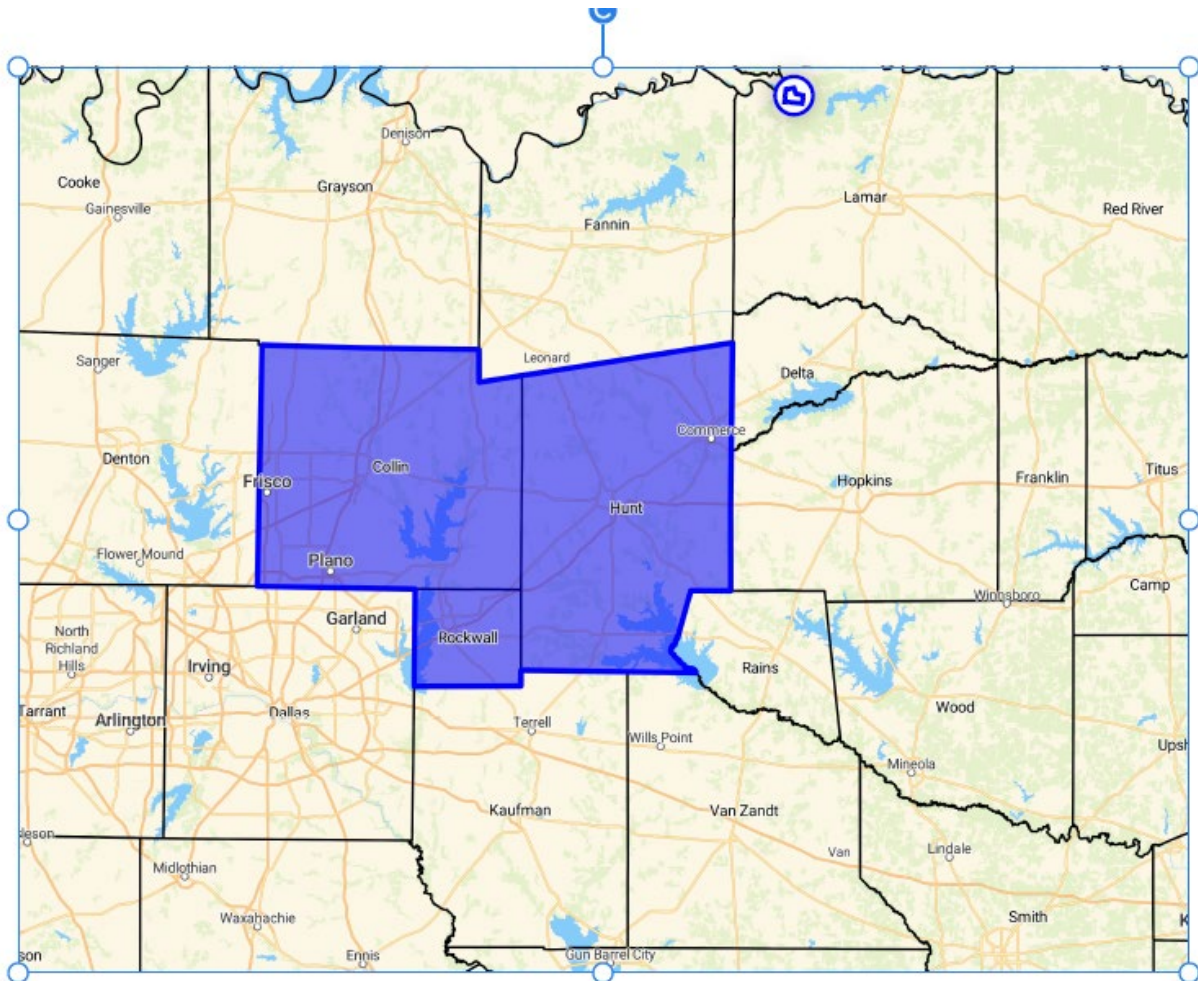 Denison
Cooke
Grayson
Gainesville
Lamar
Red River
Fannin
Leonard
Sanger
Delta
Commerce
Denton
Collin
Titus
Frisco
Hopkins
Franklin
Hunt
Flower Mound
Plano
Camp
Winnsboro
Garland
North
Richland
Hills
Rockwall
Irving
Rains
Wood
Tarrant
Arlington
Dallas
Terrell
Wills Point
Upsh
Mineola
Kaufman
Van Zandt
leson
Van
Lindale
Midlothian
Waxahachie
Smith
K
son
Ennis
Gun Barrel City